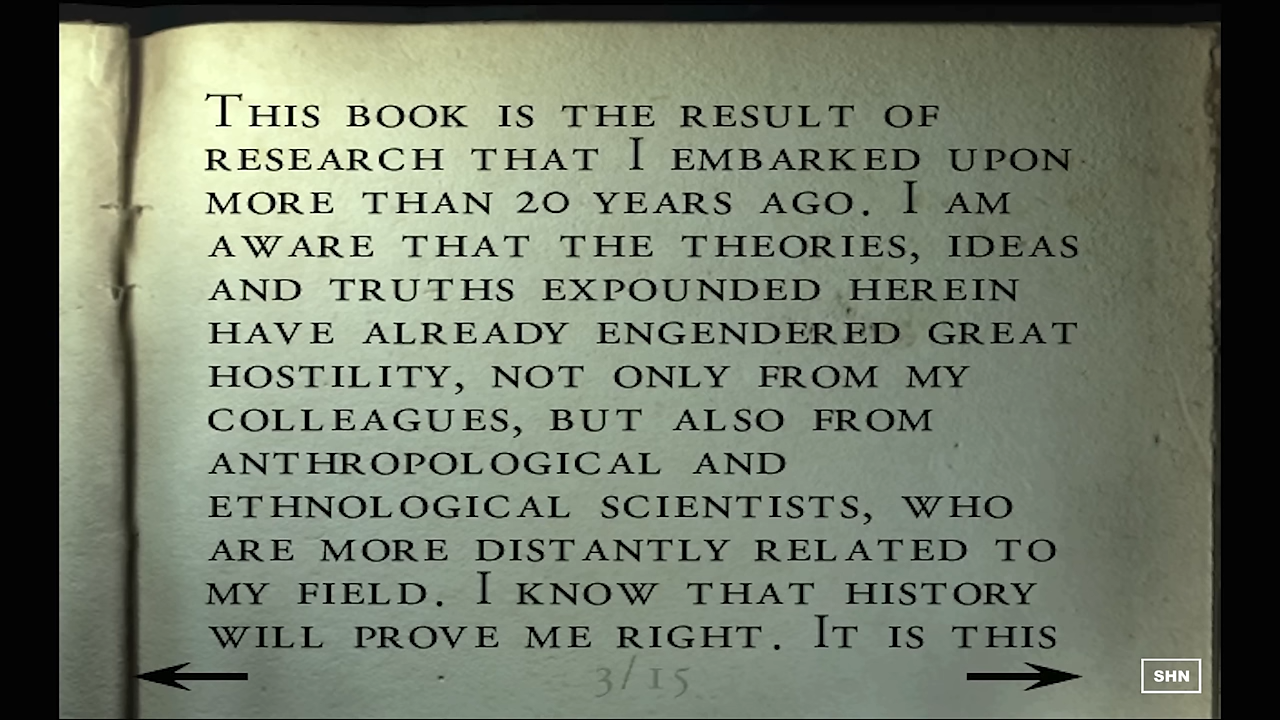 This book is the result of
research that I embarked upon
more than 20 years ago. I am
aware that the theories, ideas
and truths expounded herein
have already engendered great
hostility, not only from my
colleagues, but also from
anthropological and
ethnological scientists, who
are more distantly related to
my field. I know that history
will prove me right. It is this
3/15
SHN